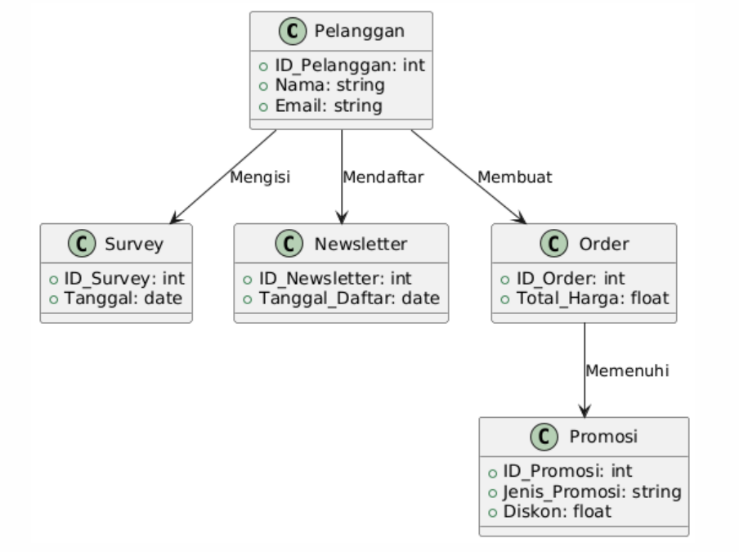 C Pelanggan
ID_Pelanggan: int
Nama: string
Email: string
Mengisi
Mendaftar
Membuat
C Survey
ID_Survey: int
Tanggal: date
C Newsletter
ID_Newsletter: int
Tanggal_Daftar: date
C Order
ID_Order: int
Total_Harga: float
Memenuhi
C Promosi
ID_Promosi: int
Jenis_Promosi: string
Diskon: float